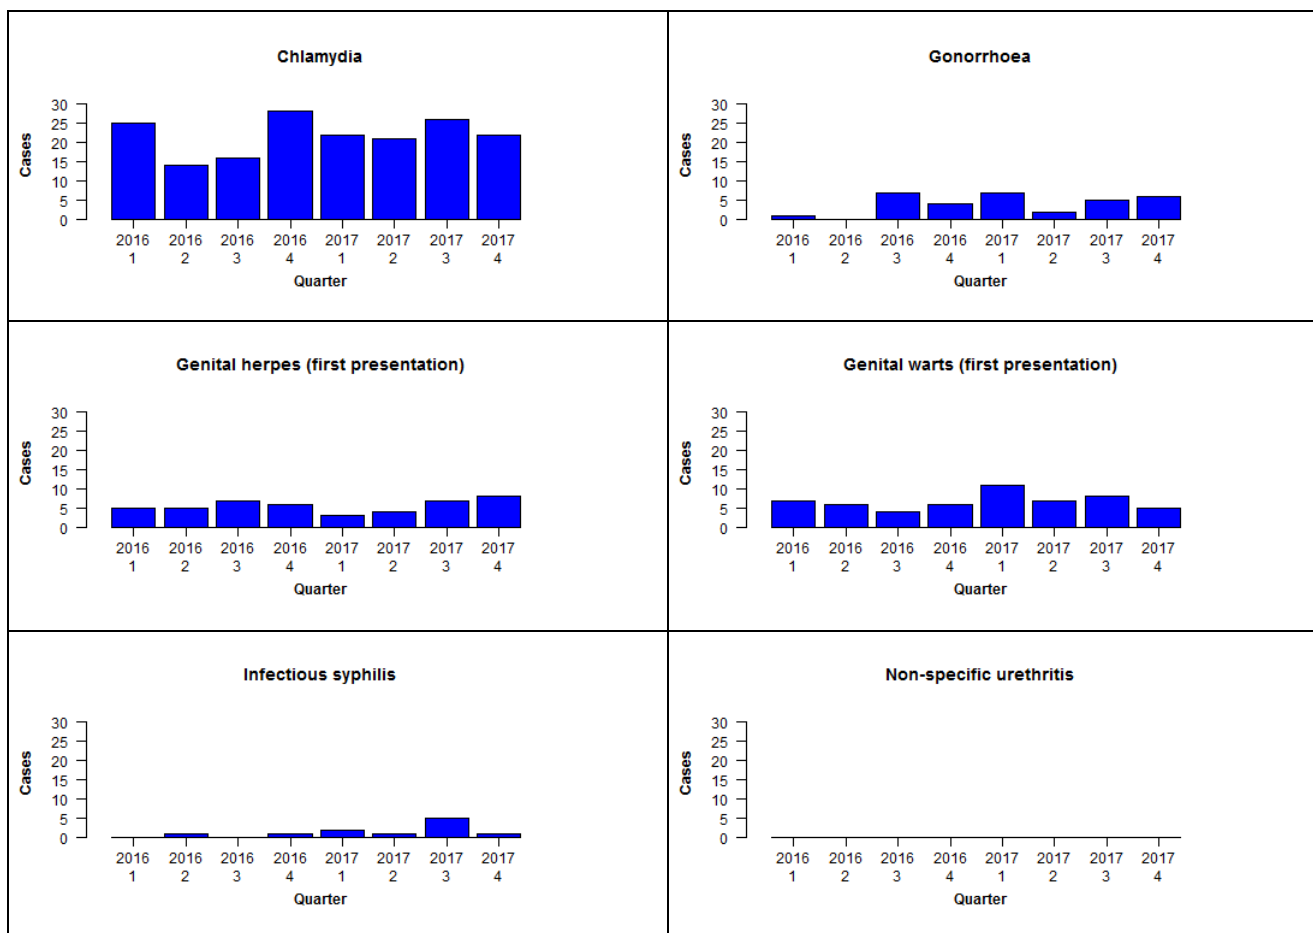 Chlamydia
30
25
20
15
10
5
0
Cases
2016 2016 2016 2016 2017 2017 2017 2017
1 2 3 4 1 2 3 4
Quarter
Gonorrhoea
30
25
20
15
10
5
0
Cases
2016 2016 2016 2016 2017 2017 2017 2017
1 2 3 4 1 2 3 4
Quarter
Genital herpes (first presentation)
30
25
20
15
10
5
0
Cases
2016 2016 2016 2016 2017 2017 2017 2017
1 2 3 4 1 2 3 4
Quarter
Genital warts (first presentation)
30
25
20
15
10
5
0
Cases
2016 2016 2016 2016 2017 2017 2017 2017
1 2 3 4 1 2 3 4
Quarter
Infectious syphilis
30
25
20
15
10
5
0
Cases
2016 2016 2016 2016 2017 2017 2017 2017
1 2 3 4 1 2 3 4
Quarter
Non-specific urethritis
30
25
20
15
10
5
0
Cases
2016 2016 2016 2016 2017 2017 2017 2017
1 2 3 4 1 2 3 4
Quarter